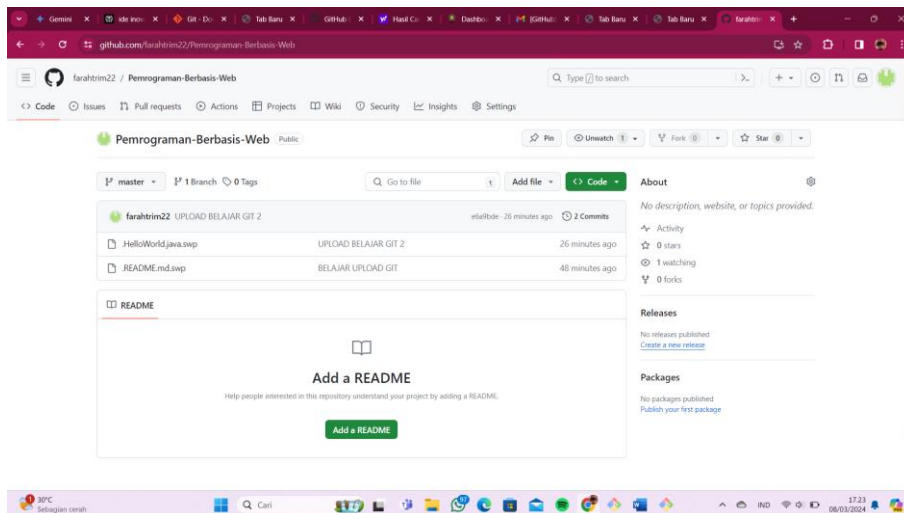 Gemini
ide inov
Git - Do
Tab Baru
GitHub
Hasil Ca
Dashbo
[GitHub
Tab Baru
Tab Baru
farahtrim
github.com/farahtrim22/Pemrograman-Berbasis-Web
farahtrim22 / Pemrograman-Berbasis-Web
Type / to search
Code Issues Pull requests Actions Projects Wiki Security Insights Settings
Pemrograman-Berbasis-Web Public
Pin Unwatch 1 Fork 0 Star 0
master 1 Branch 0 Tags Go to file t Add file Code
farahtrim22 UPLOAD BELAJAR GIT 2 26 minutes ago 2 Commits
.HelloWorld.java.swp UPLOAD BELAJAR GIT 2 26 minutes ago
.README.md.swp BELAJAR UPLOAD GIT 48 minutes ago
README
Add a README
Help people interested in this repository understand your project by adding a README.
Add a README
About
No description, website, or topics provided.
Activity
0 stars
1 watching
0 forks
Releases
No releases published
Create a new release
Packages
No packages published
Publish your first package
30°C
Sebagian cerah
Cari
IND
17.23
08/03/2024